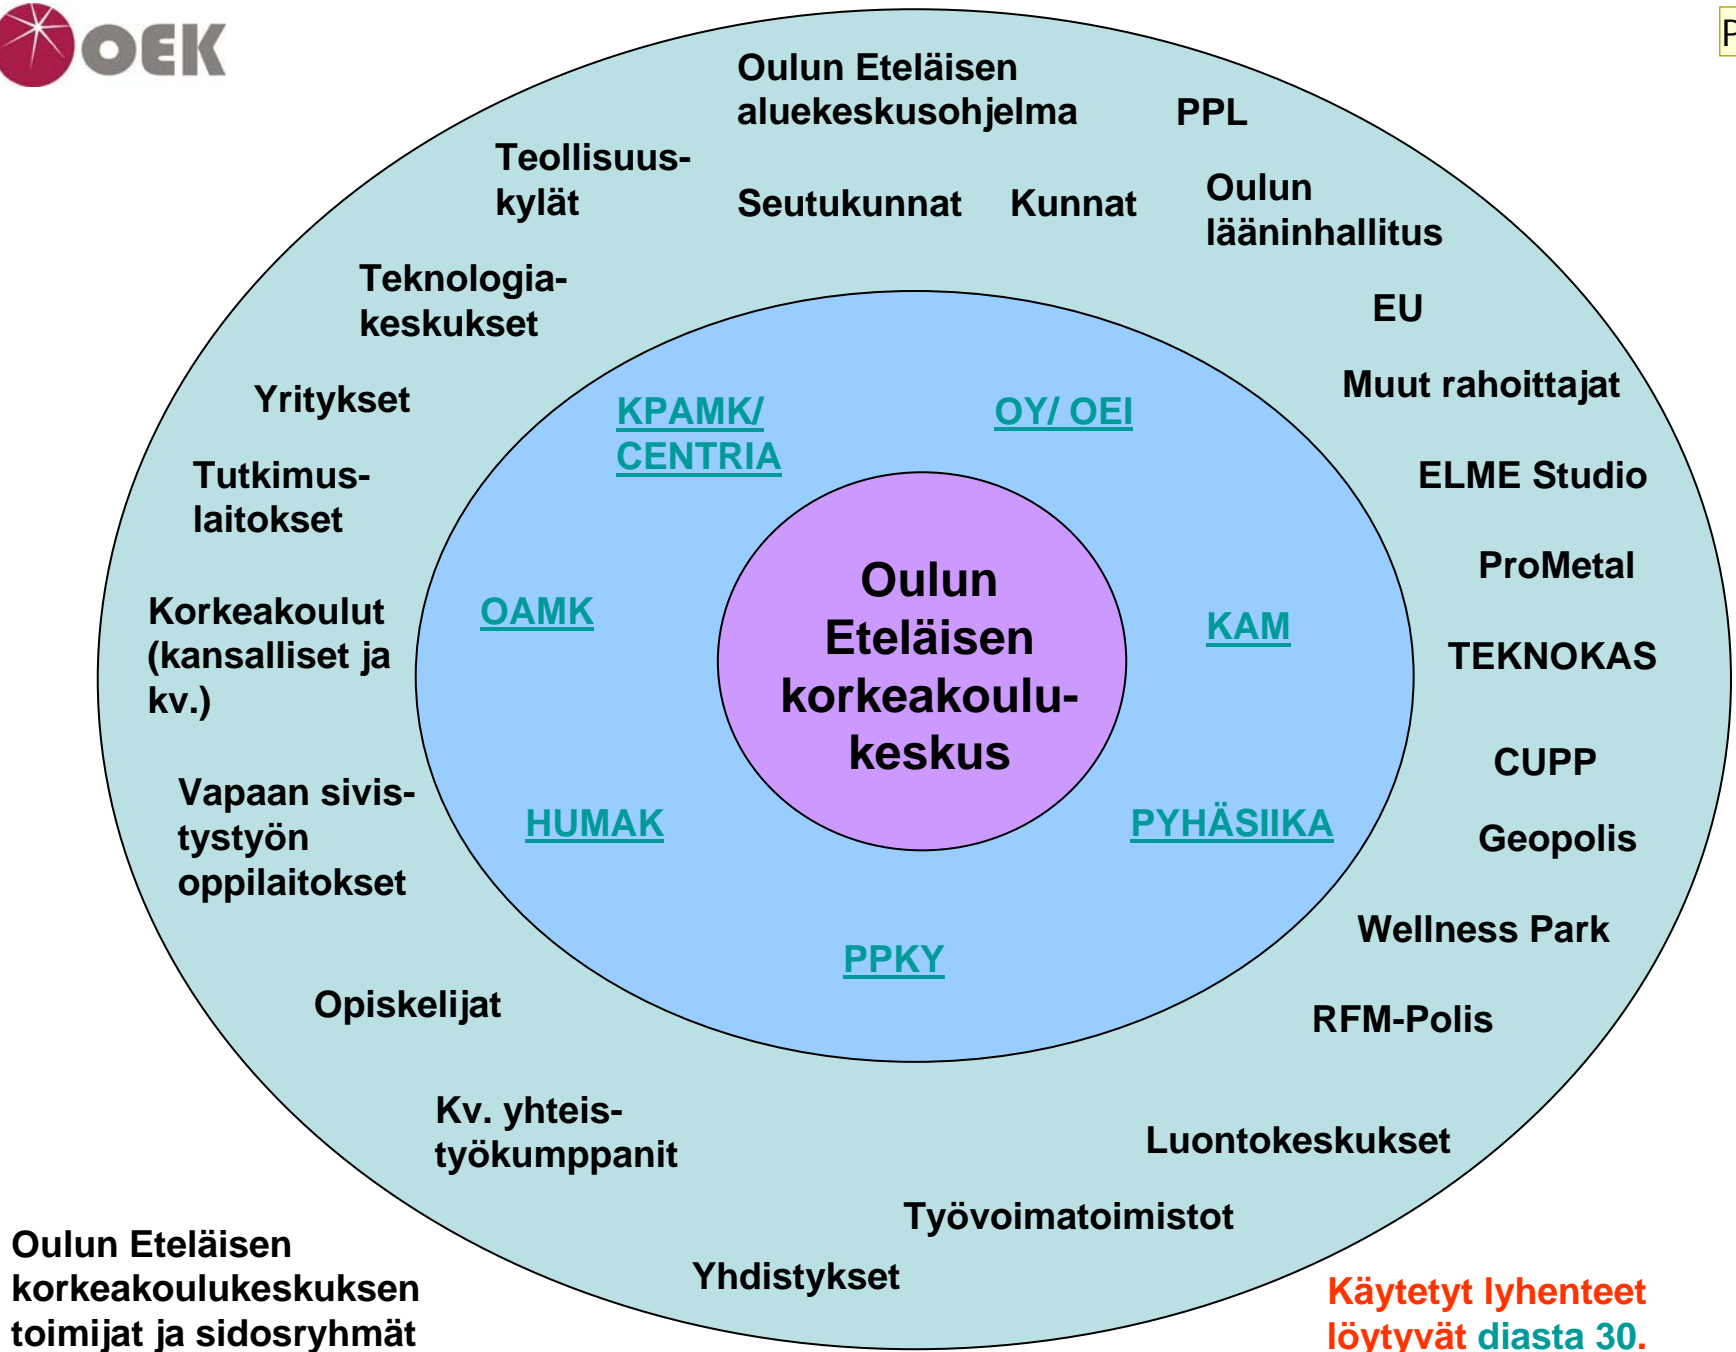 OEK
P
Oulun Eteläisen
aluekeskusohjelma
PPL
Teollisuus-
kylät
Seutukunnat
Kunnat
Oulun
lääninhallitus
Teknologia-
keskukset
EU
Yritykset
Muut rahoittajat
KPAMK/
CENTRIA
OY/ OEI
Tutkimus-
laitokset
ELME Studio
ProMetal
Oulun
Eteläisen
korkeakoulu-
keskus
OAMK
KAM
Korkeakoulut
(kansalliset ja
kv.)
TEKNOKAS
CUPP
Vapaan sivis-
tystyön
oppilaitokset
HUMAK
PYHÄSIIKA
Geopolis
Wellness Park
PPKY
Opiskelijat
RFM-Polis
Kv. yhteis-
työkumppanit
Luontokeskukset
Työvoimatoimistot
Yhdistykset
Oulun Eteläisen
korkeakoulukeskuksen
toimijat ja sidosryhmät
Käytetyt lyhenteet
löytyvät diasta 30.